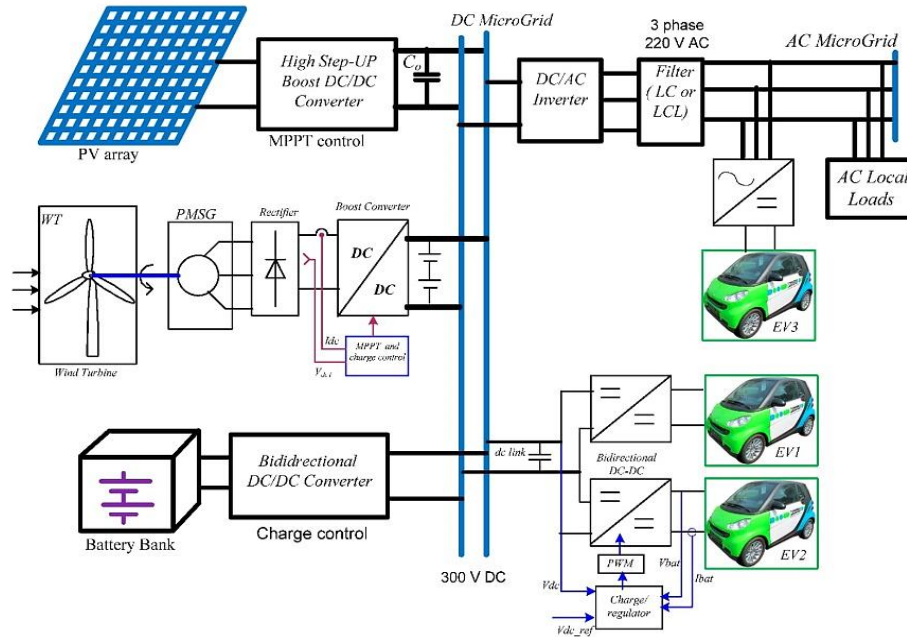 DC MicroGrid
3 phase
220 V AC
AC MicroGrid
High Step-UP
Boost DC/DC
Converter
Co
MPPT control
PV array
DC/AC
Inverter
Filter
( LC or
LCL)
AC Local
Loads
WT
PMSG
Rectifier
Boost Converter
DC
DC
Idc
MPPT and
charge control
Wind Turbine
EV3
Bididrectional
DC/DC Converter
Charge control
Battery Bank
300 V DC
dc link
Bidirectional
DC-DC
EV1
EV2
PWM
Vbat
Ibat
Vdc
Charge/
regulator
Vdc_ref